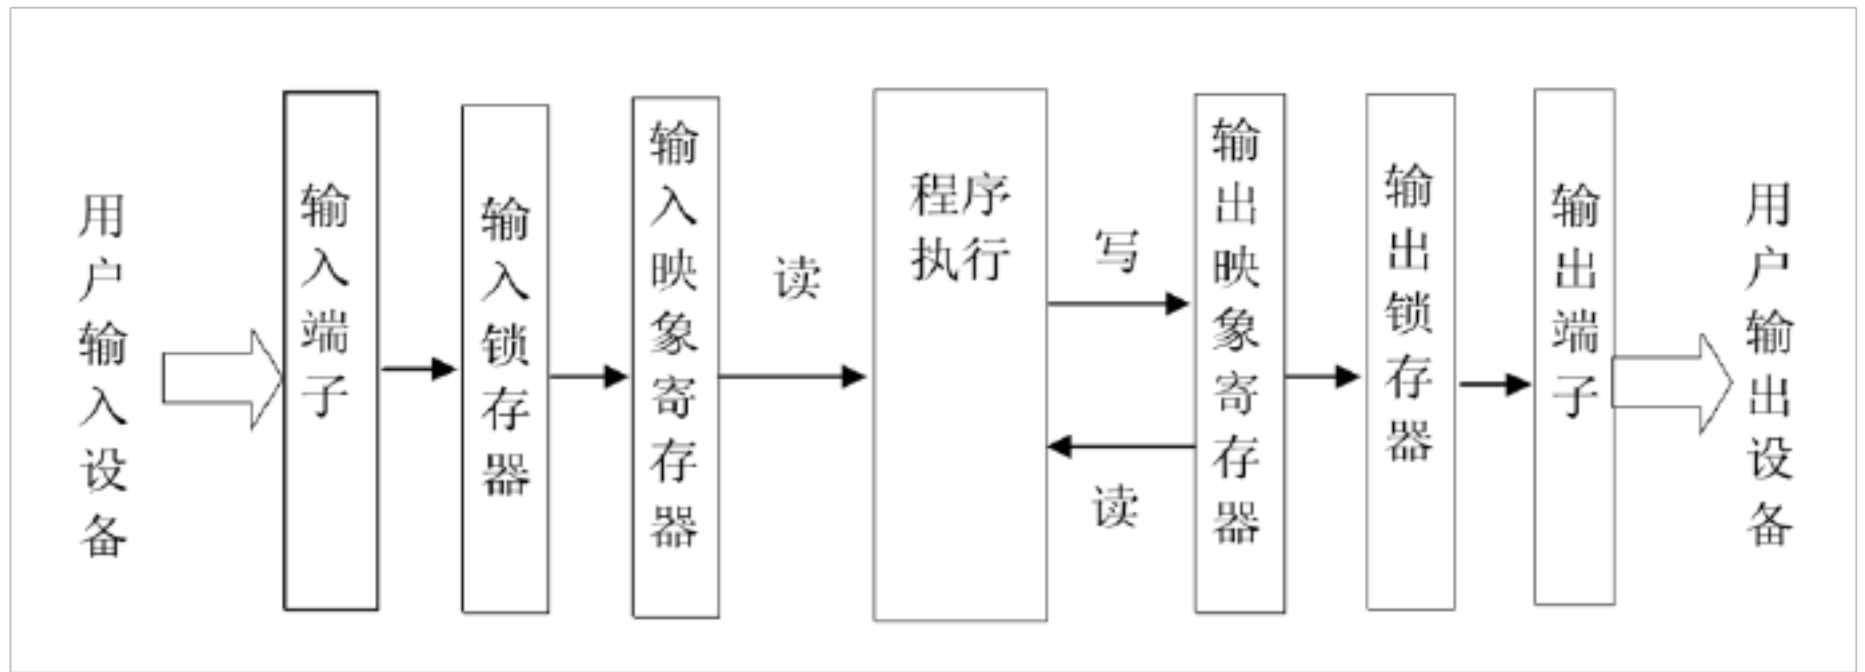 用户输入设备
输入端子
输入锁存器
输入映象寄存器
读
程序
执行
写
读
输出映象寄存器
输出锁存器
输出端子
用户输出设备